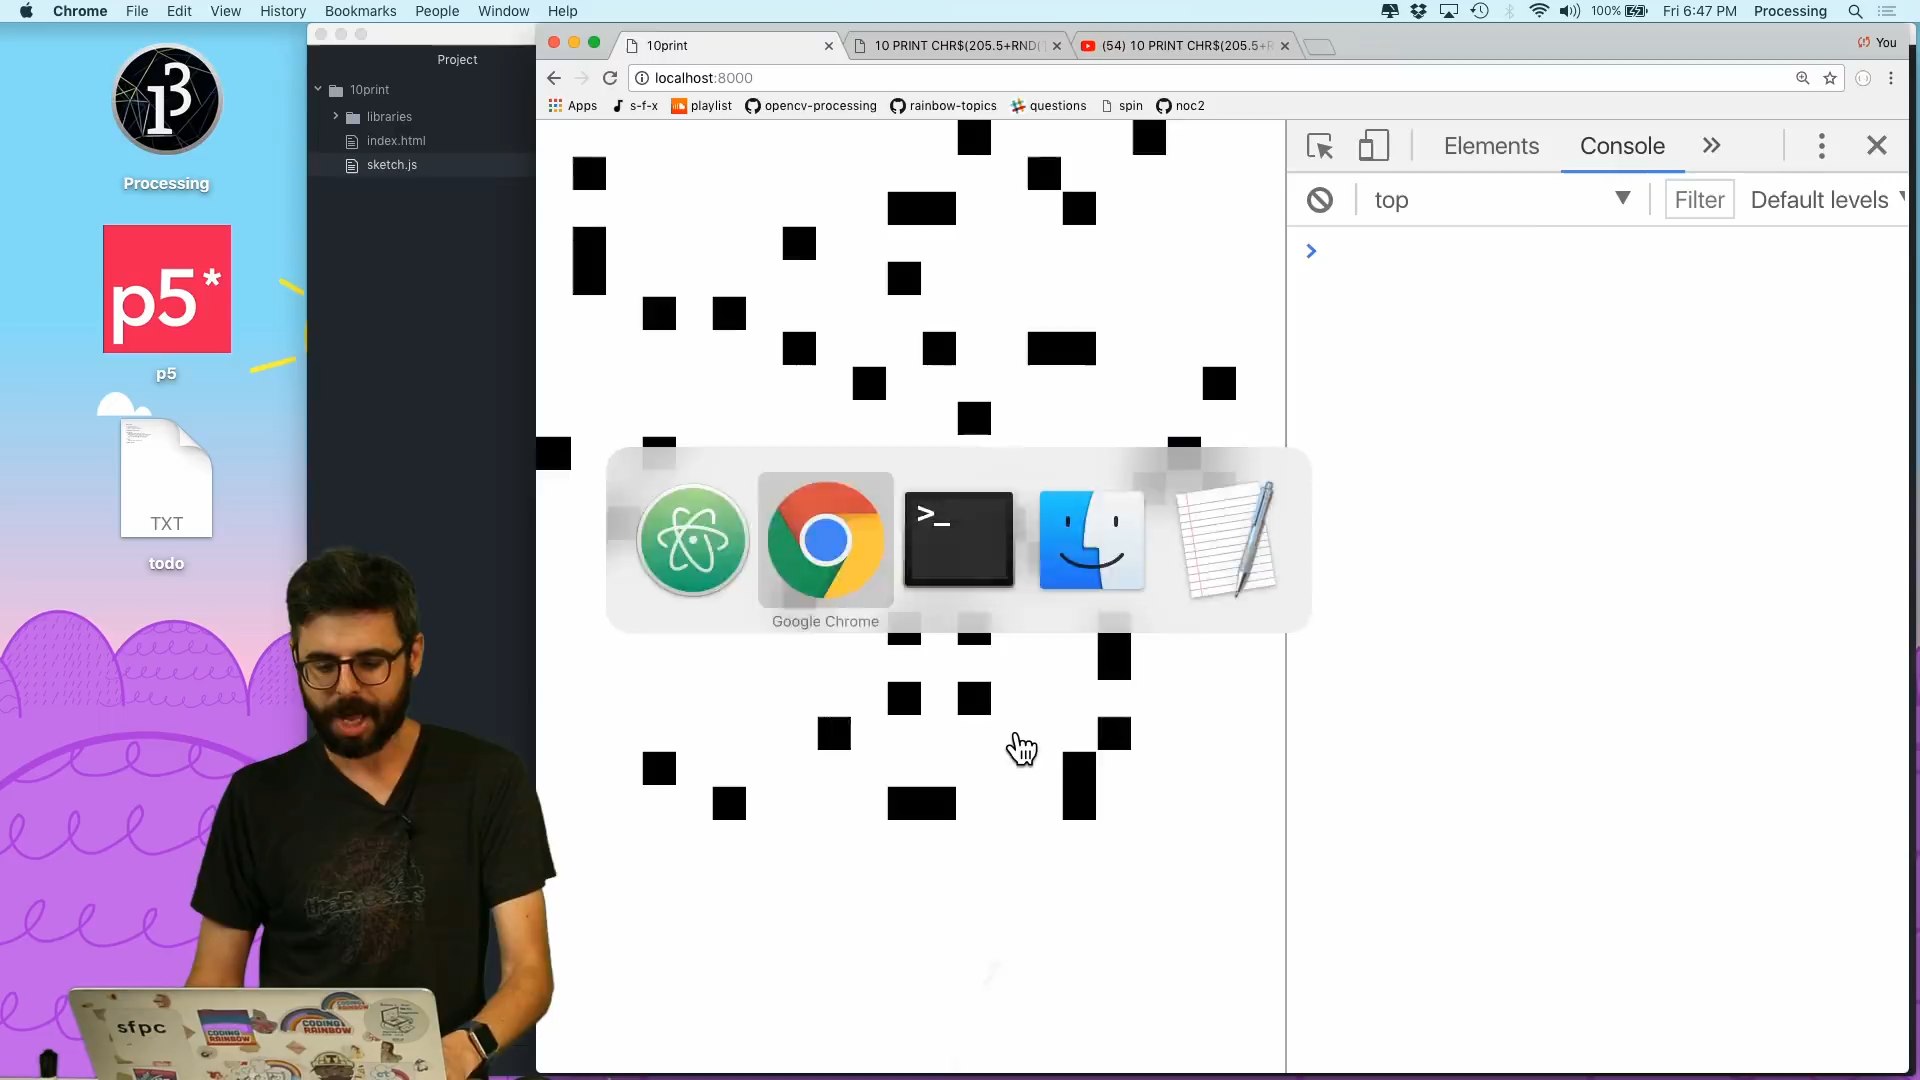 Chrome File Edit View History Bookmarks People Window Help
100% Fri 6:47 PM Processing
Project
10print
libraries
index.html
sketch.js
Processing
p5*
p5
TXT
todo
10print
10 PRINT CHR$(205.5+RND(
(54) 10 PRINT CHR$(205.5+R
You
localhost:8000
Apps s-f-x playlist opencv-processing rainbow-topics questions spin noc2
Elements Console
top Filter Default levels
>_
Google Chrome
sfpc
CODING RAINBOW
CODING RAINBOW